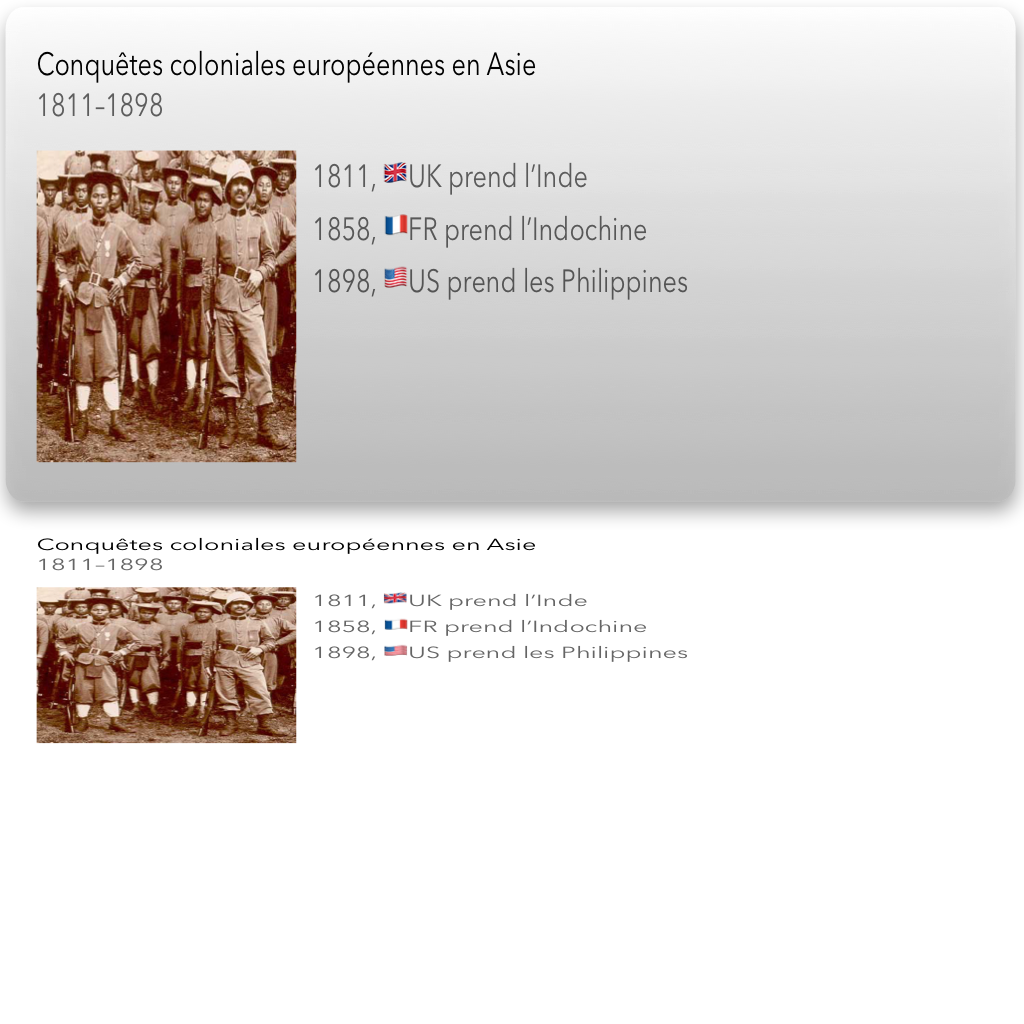 Conquêtes coloniales européennes en Asie
1811–1898
1811, 🇬🇧UK prend l’Inde
1858, 🇫🇷FR prend l’Indochine
1898, 🇺🇸US prend les Philippines
Conquêtes coloniales européennes en Asie
1811–1898
1811, 🇬🇧UK prend l’Inde
1858, 🇫🇷FR prend l’Indochine
1898, 🇺🇸US prend les Philippines